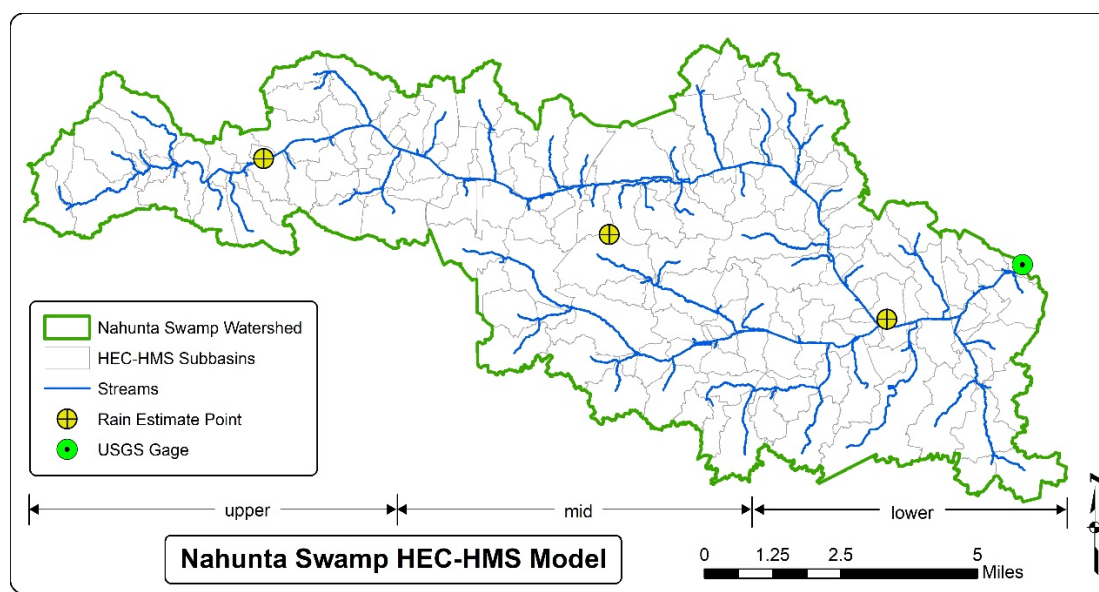 Nahunta Swamp Watershed
HEC-HMS Subbasins
Streams
Rain Estimate Point
USGS Gage
upper
mid
lower
Nahunta Swamp HEC-HMS Model
0 1.25 2.5 5
Miles
N